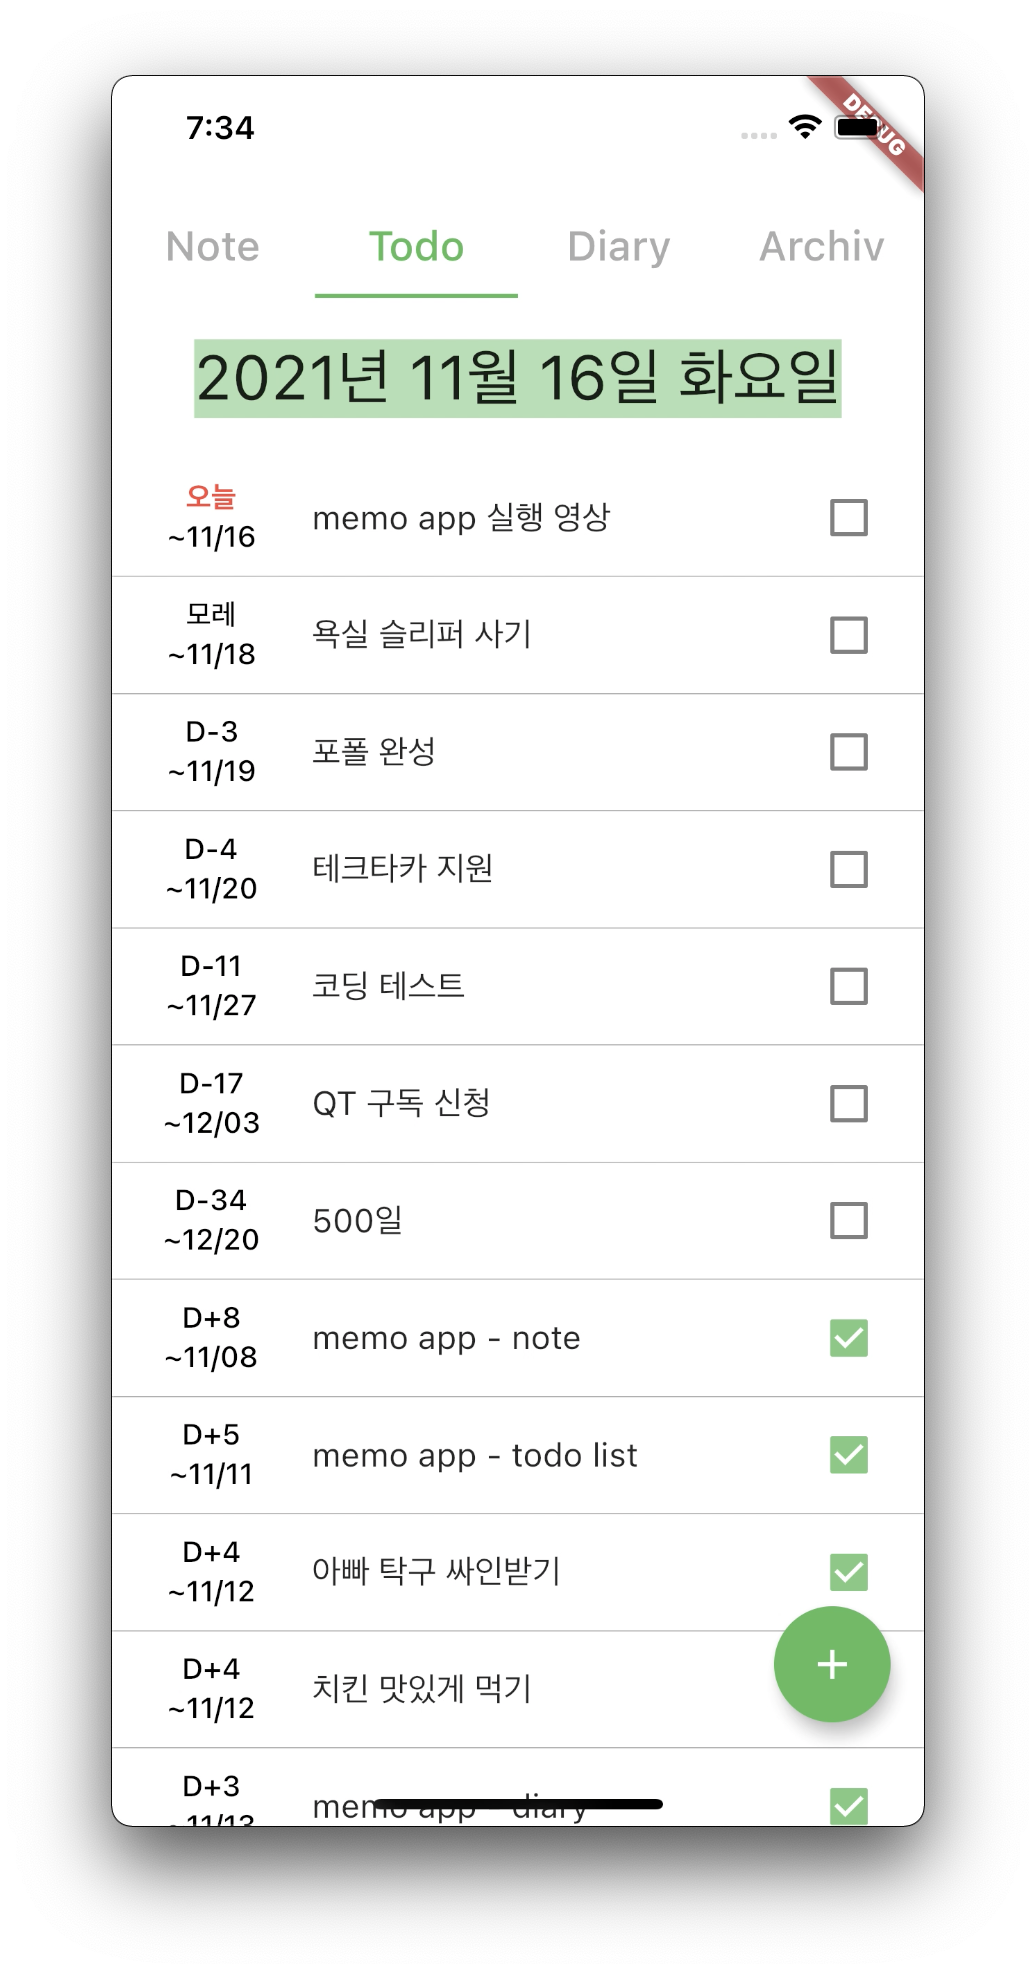 7:34
DEBUG
Note Todo Diary Archiv
2021년 11월 16일 화요일
오늘
~11/16
memo app 실행 영상
모레
~11/18
욕실 슬리퍼 사기
D-3
~11/19
포폴 완성
D-4
~11/20
테크타카 지원
D-11
~11/27
코딩 테스트
D-17
~12/03
QT 구독 신청
D-34
~12/20
500일
D+8
~11/08
memo app - note
D+5
~11/11
memo app - todo list
D+4
~11/12
아빠 탁구 싸인받기
D+4
~11/12
치킨 맛있게 먹기
+
D+3
~11/13
memo app - diary